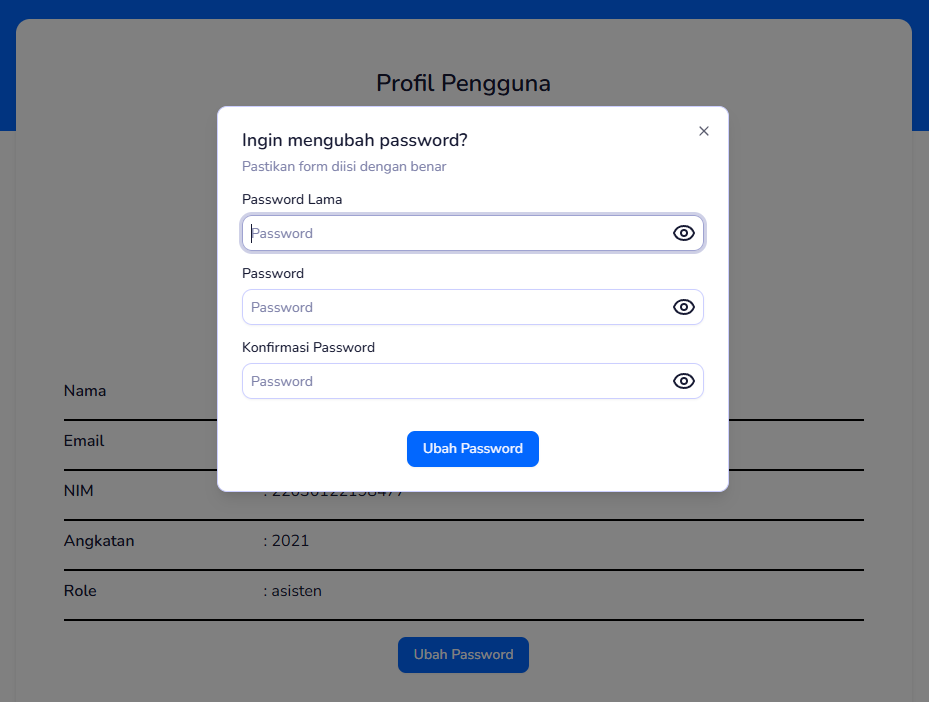 Profil Pengguna
Ingin mengubah password?
Pastikan form diisi dengan benar
Password Lama
Password
Password
Password
Konfirmasi Password
Password
Ubah Password
Nama
Email
NIM :
Angkatan : 2021
Role : asisten
Ubah Password